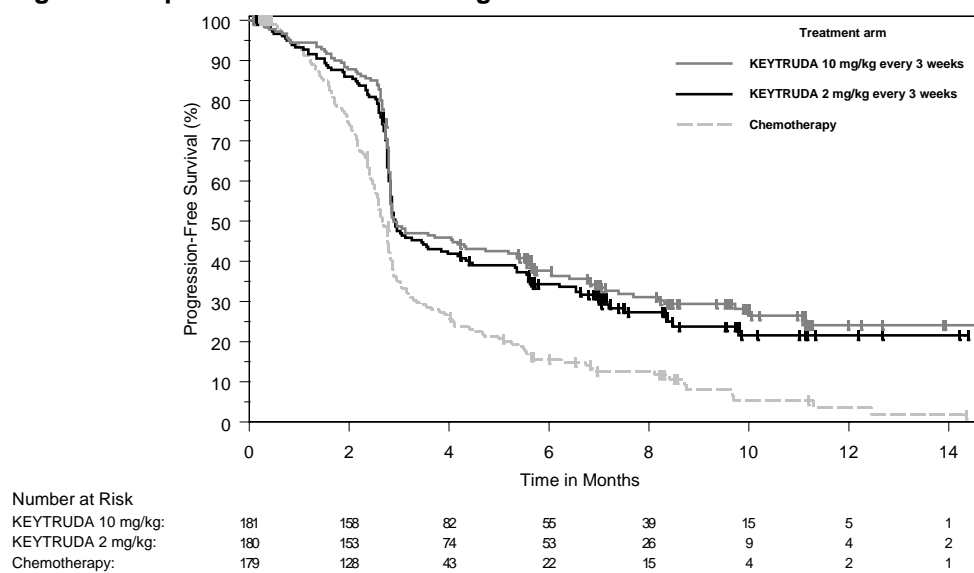 Treatment arm
KEYTRUDA 10 mg/kg every 3 weeks
KEYTRUDA 2 mg/kg every 3 weeks
Chemotherapy
Progression-Free Survival (%)
100
90
80
70
60
50
40
30
20
10
0
0 2 4 6 8 10 12 14
Time in Months
Number at Risk
KEYTRUDA 10 mg/kg: 181 158 82 55 39 15 5 1
KEYTRUDA 2 mg/kg: 180 153 74 53 26 9 4 2
Chemotherapy: 179 128 43 22 15 4 2 1